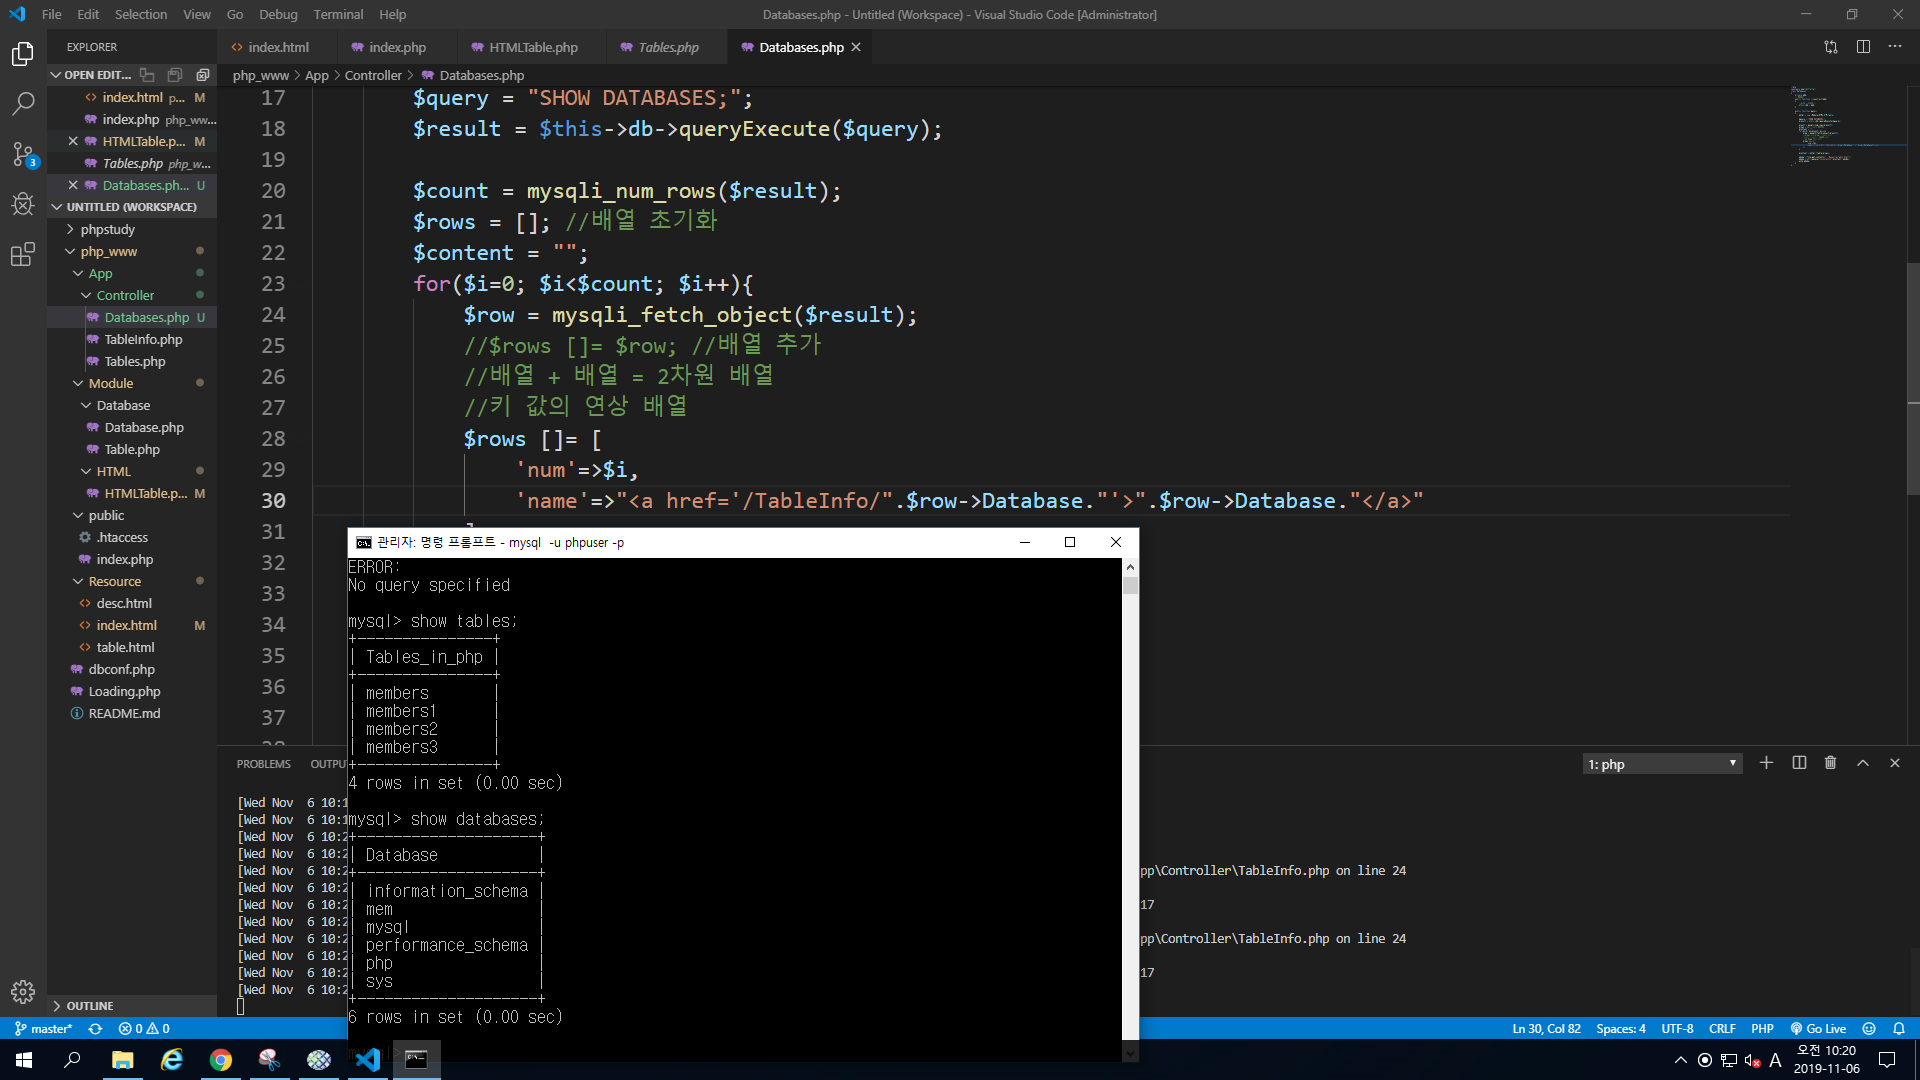 File Edit Selection View Go Debug Terminal Help
Databases.php - Untitled (Workspace) - Visual Studio Code [Administrator]
EXPLORER
index.html
index.php
HTMLTable.php
Tables.php
Databases.php
OPEN EDIT...
php_www > App > Controller > Databases.php
index.html p... M
index.php php_ww...
HTMLTable.p... M
Tables.php php_w...
Databases.ph... U
3
UNTITLED (WORKSPACE)
phpstudy
php_www
App
Controller
Databases.php U
TableInfo.php
Tables.php
Module
Database
Database.php
Table.php
HTML
HTMLTable.p... M
public
.htaccess
index.php
Resource
desc.html
index.html M
table.html
dbconf.php
Loading.php
README.md
OUTLINE
17 $query = "SHOW DATABASES;";
18 $result = $this->db->queryExecute($query);
19
20 $count = mysqli_num_rows($result);
21 $rows = []; //배열 초기화
22 $content = "";
23 for($i=0; $i<$count; $i++){
24 $row = mysqli_fetch_object($result);
25 //$rows []= $row; //배열 추가
26 //배열 + 배열 = 2차원 배열
27 //키 값의 연상 배열
28 $rows []= [
29 'num'=>$i,
30 'name'=>"<a href='/TableInfo/".$row->Database."'>".$row->Database."</a>"
31
32
33
34
35
36
37
관리자: 명령 프롬프트 - mysql -u phpuser -p
ERROR:
No query specified
mysql> show tables;
+---------------+
| Tables_in_php |
+---------------+
| members |
| members1 |
| members2 |
| members3 |
+---------------+
4 rows in set (0.00 sec)
mysql> show databases;
+--------------------+
| Database |
+--------------------+
| information_schema |
| mem |
| mysql |
| performance_schema |
| php |
| sys |
+--------------------+
6 rows in set (0.00 sec)
PROBLEMS OUTPU
1: php
[Wed Nov 6 10:1
[Wed Nov 6 10:1
[Wed Nov 6 10:2
[Wed Nov 6 10:2
[Wed Nov 6 10:2 pp\Controller\TableInfo.php on line 24
[Wed Nov 6 10:2
[Wed Nov 6 10:2 17
[Wed Nov 6 10:2
[Wed Nov 6 10:2 pp\Controller\TableInfo.php on line 24
[Wed Nov 6 10:2
[Wed Nov 6 10:2 17
[Wed Nov 6 10:2
master* 0 0
Ln 30, Col 82 Spaces: 4 UTF-8 CRLF PHP Go Live
A
오전 10:20
2019-11-06